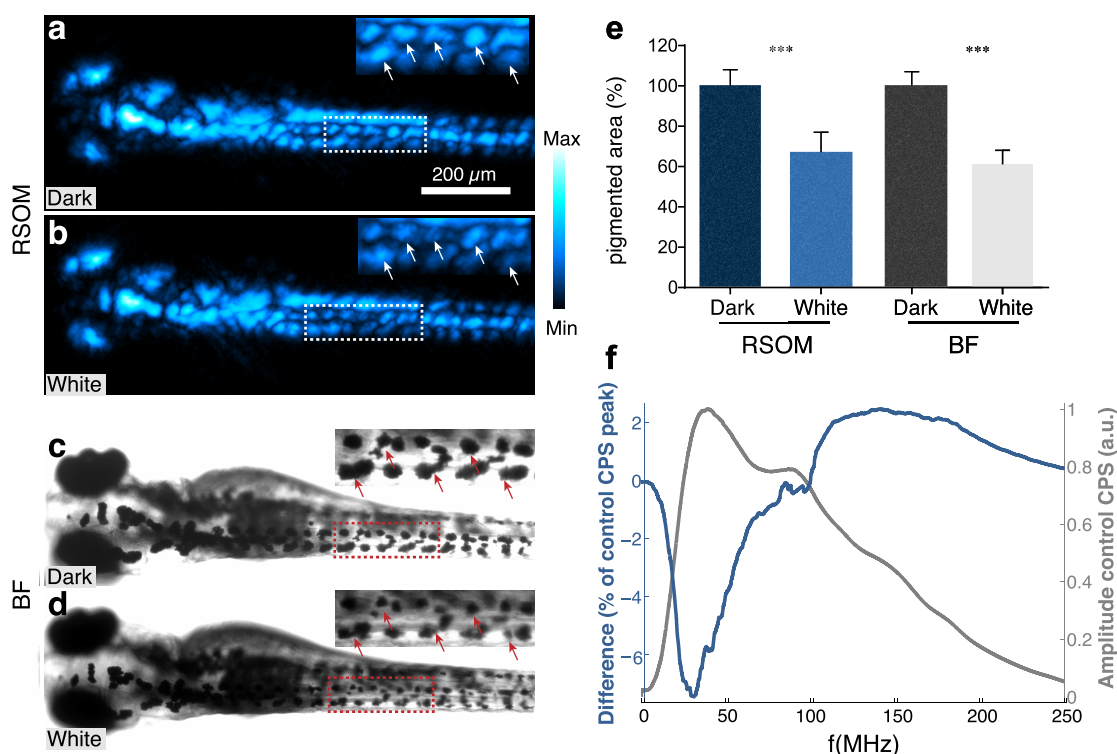 RSOM
a
Dark
200 µm
b
White
Max
Min
BF
c
Dark
d
White
e
pigmented area (%)
120
100
80
60
40
20
0
***
***
Dark
White
Dark
White
RSOM
BF
f
Difference (% of control CPS peak)
2
0
−2
−4
−6
Amplitude control CPS (a.u.)
1
0.8
0.6
0.4
0.2
0
0
50
100
150
200
250
f(MHz)